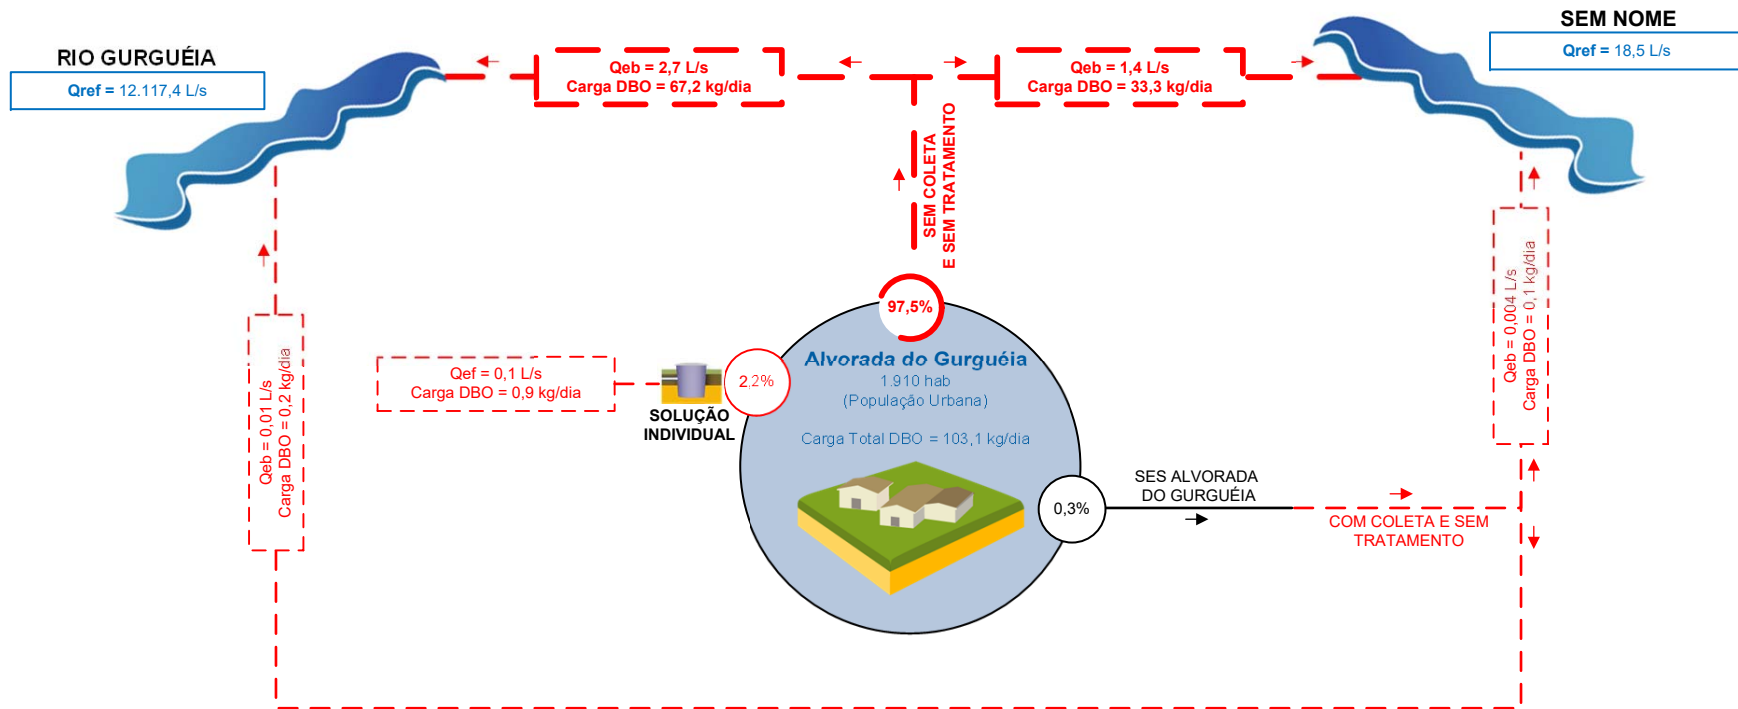 RIO GURGUÉIA
Qref = 12.117,4 L/s
Qeb = 2,7 L/s
Carga DBO = 67,2 kg/dia
Qeb = 1,4 L/s
Carga DBO = 33,3 kg/dia
SEM NOME
Qref = 18,5 L/s
SEM COLETA
E SEM TRATAMENTO
97,5%
Alvorada do Gurguéia
1.910 hab
(População Urbana)
Carga Total DBO = 103,1 kg/dia
2,2%
SOLUÇÃO
INDIVIDUAL
Qef = 0,1 L/s
Carga DBO = 0,9 kg/dia
Qeb = 0,01 L/s
Carga DBO = 0,2 kg/dia
0,3%
SES ALVORADA
DO GURGUÉIA
COM COLETA E SEM
TRATAMENTO
Qeb = 0,004 L/s
Carga DBO = 0,1 kg/dia